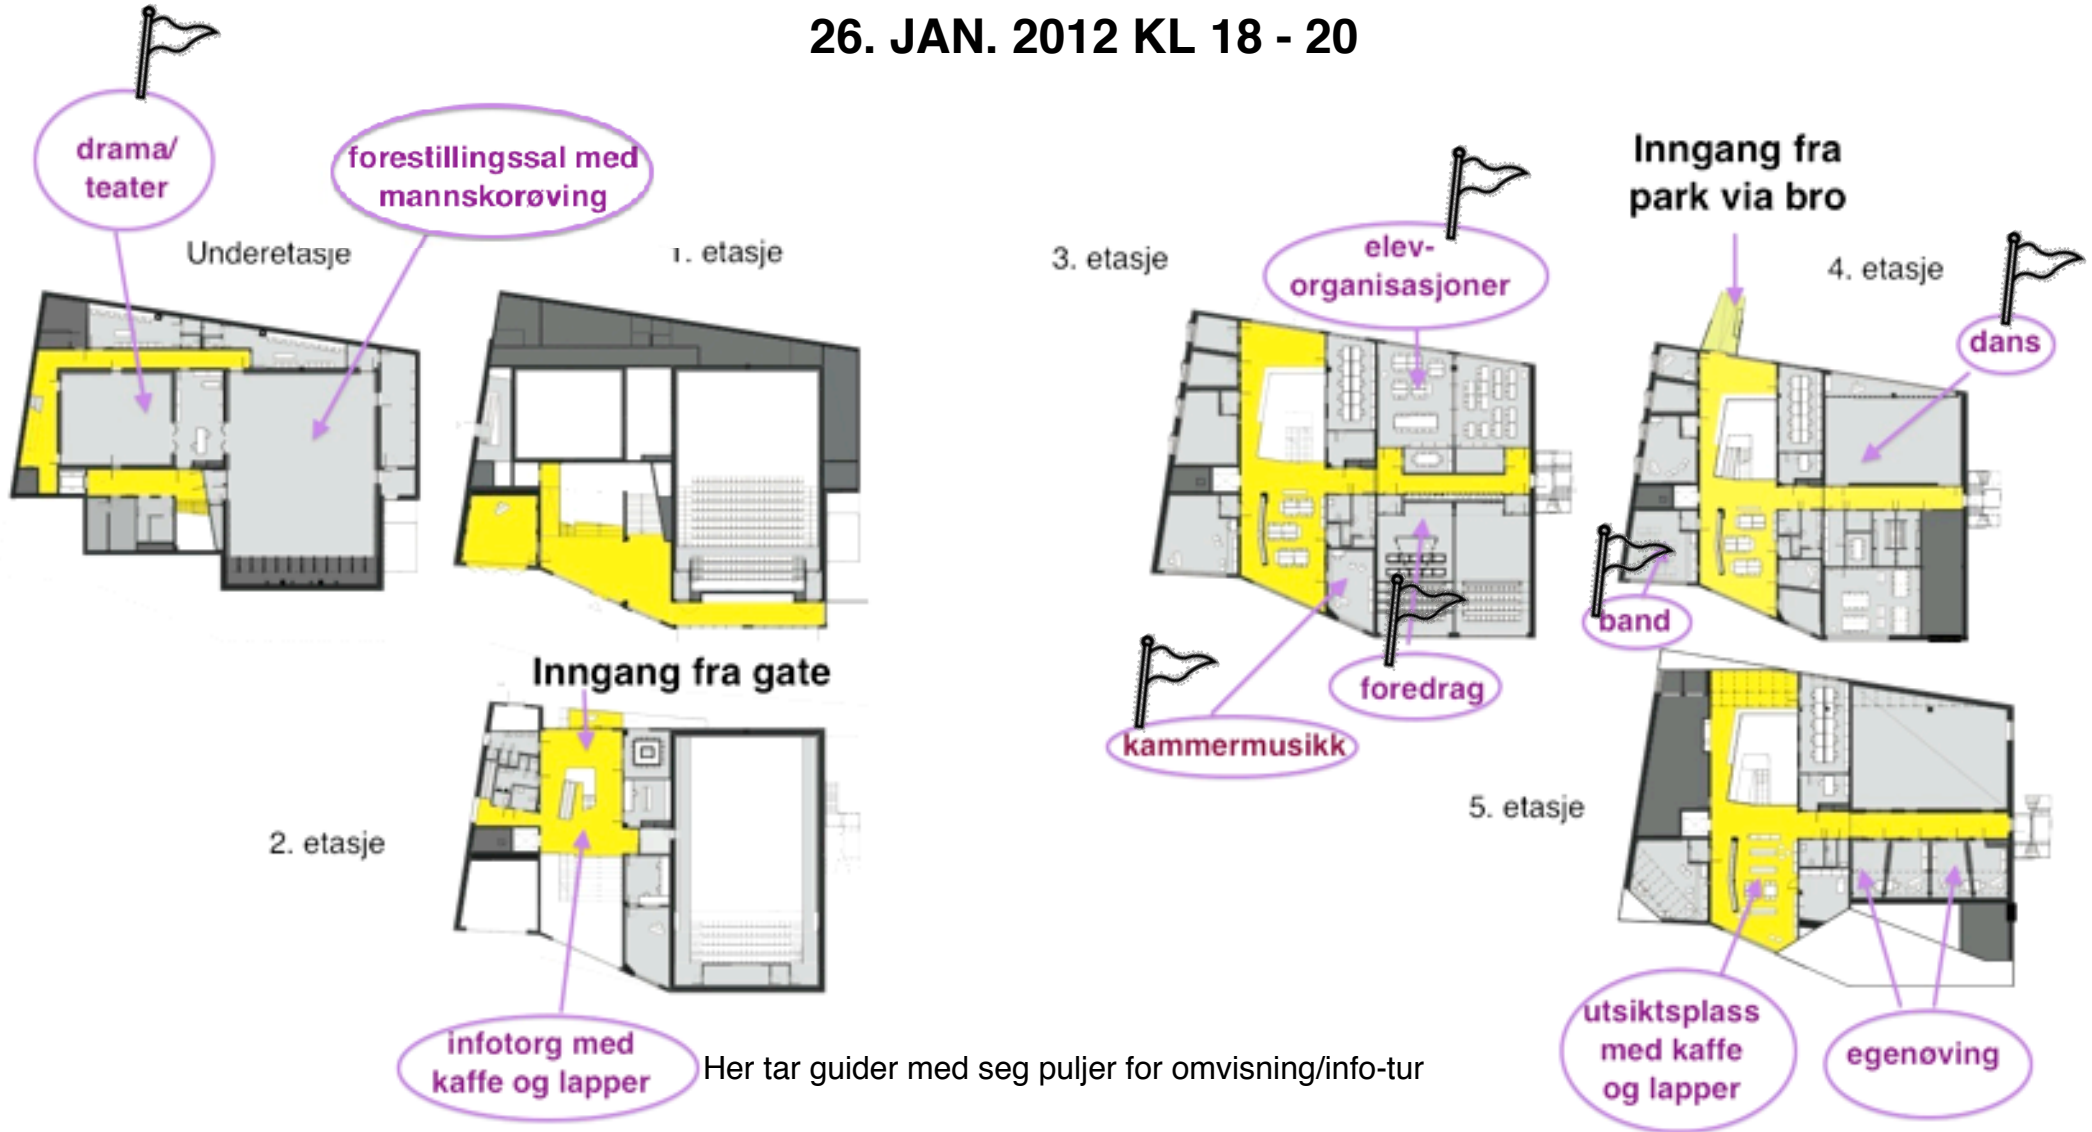 26. JAN. 2012 KL 18 - 20
drama/
teater
forestillingssal med
mannskorøving
Underetasje
1. etasje
3. etasje
elev-
organisasjoner
Inngang fra
park via bro
4. etasje
dans
band
foredrag
kammermusikk
Inngang fra gate
2. etasje
5. etasje
infotorg med
kaffe og lapper
Her tar guider med seg puljer for omvisning/info-tur
utsiktsplass
med kaffe
og lapper
egenøving